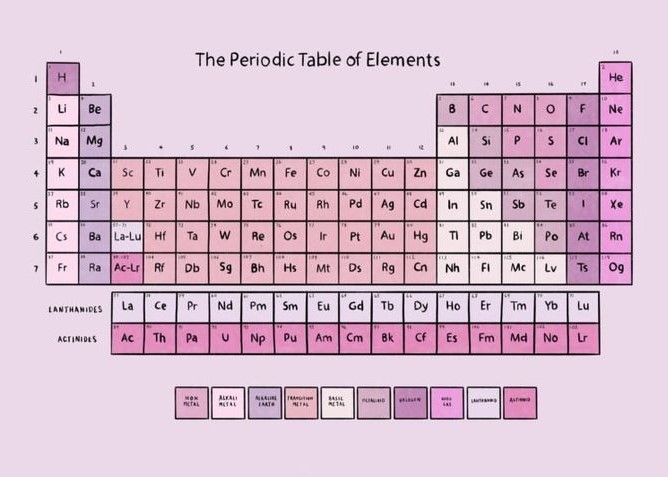 The Periodic Table of Elements
1 18
1 H 2 He
2 Li Be 13 14 15 16 17 B C N O F Ne
3 Na Mg 3 4 5 6 7 8 9 10 11 12 Al Si P S Cl Ar
4 K Ca Sc Ti V Cr Mn Fe Co Ni Cu Zn Ga Ge As Se Br Kr
5 Rb Sr Y Zr Nb Mo Tc Ru Rh Pd Ag Cd In Sn Sb Te I Xe
6 Cs Ba La-Lu Hf Ta W Re Os Ir Pt Au Hg Tl Pb Bi Po At Rn
7 Fr Ra Ac-Lr Rf Db Sg Bh Hs Mt Ds Rg Cn Nh Fl Mc Lv Ts Og
LANTHANIDES La Ce Pr Nd Pm Sm Eu Gd Tb Dy Ho Er Tm Yb Lu
ACTINIDES Ac Th Pa U Np Pu Am Cm Bk Cf Es Fm Md No Lr
NON METAL ALKALI METAL ALKALINE EARTH TRANSITION METAL BASIC METAL METALLOID HALOGEN NOBLE GAS LANTHANIDE ACTINIDE